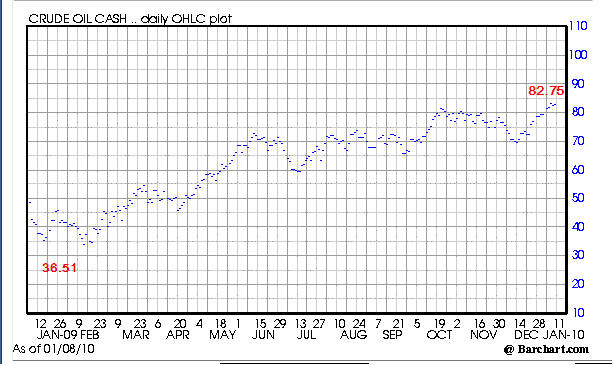 CRUDE OIL CASH .. daily OHLC plot
110
100
90
82.75
80
70
60
50
40
36.51
30
20
10
12 26 9 23 9 23 6 20 4 18 1 15 29 13 27 10 24 8 21 5 19 2 16 30 14 28 11
JAN-09 FEB MAR APR MAY JUN JUL AUG SEP OCT NOV DEC JAN-10
As of 01/08/10
@ Barchart.com